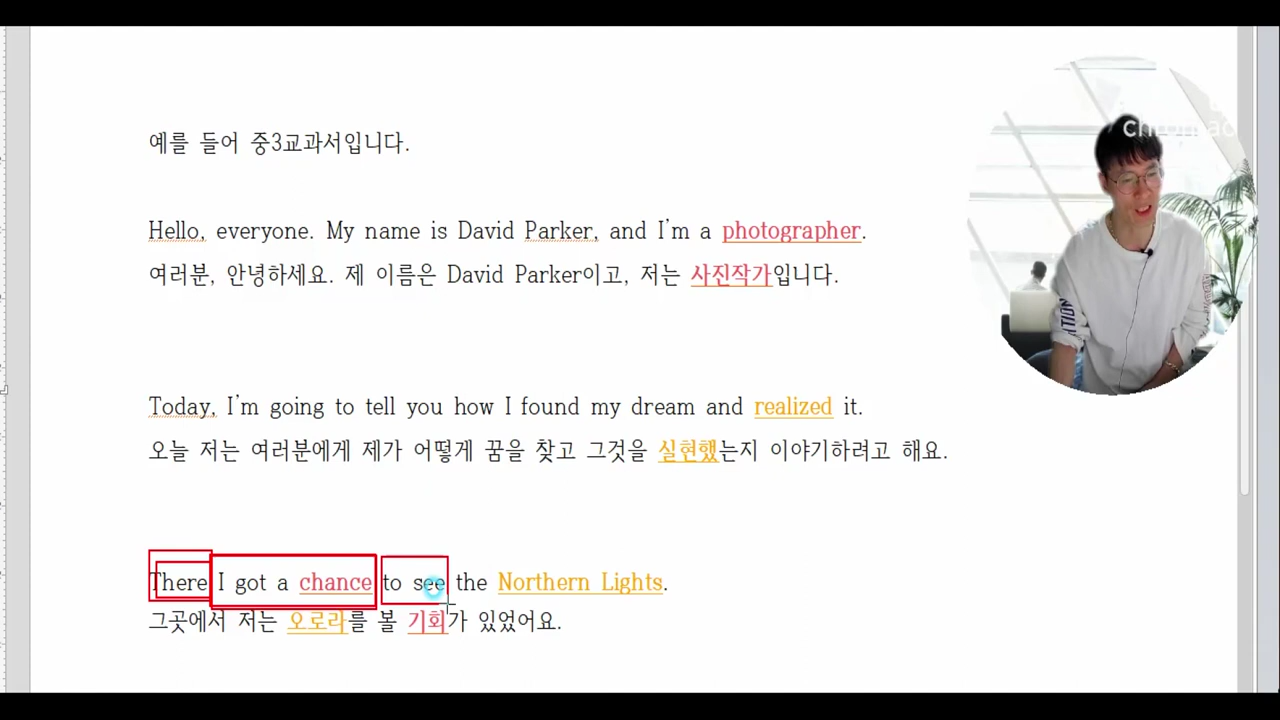 예를 들어 중3교과서입니다.
Hello, everyone. My name is David Parker, and I'm a photographer.
여러분, 안녕하세요. 제 이름은 David Parker이고, 저는 사진작가입니다.
Today, I'm going to tell you how I found my dream and realized it.
오늘 저는 여러분에게 제가 어떻게 꿈을 찾고 그것을 실현했는지 이야기하려고 해요.
There I got a chance to see the Northern Lights.
그곳에서 저는 오로라를 볼 기회가 있었어요.